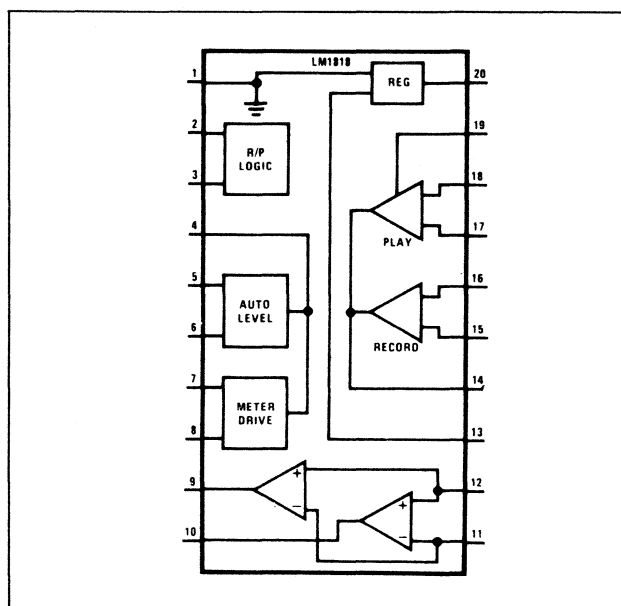 LM1818
1
REG
20
2
R/P
LOGIC
19
3
18
4
PLAY
17
5
AUTO
LEVEL
16
6
RECORD
15
7
METER
DRIVE
14
8
13
9
+
−
12
10
+
−
11